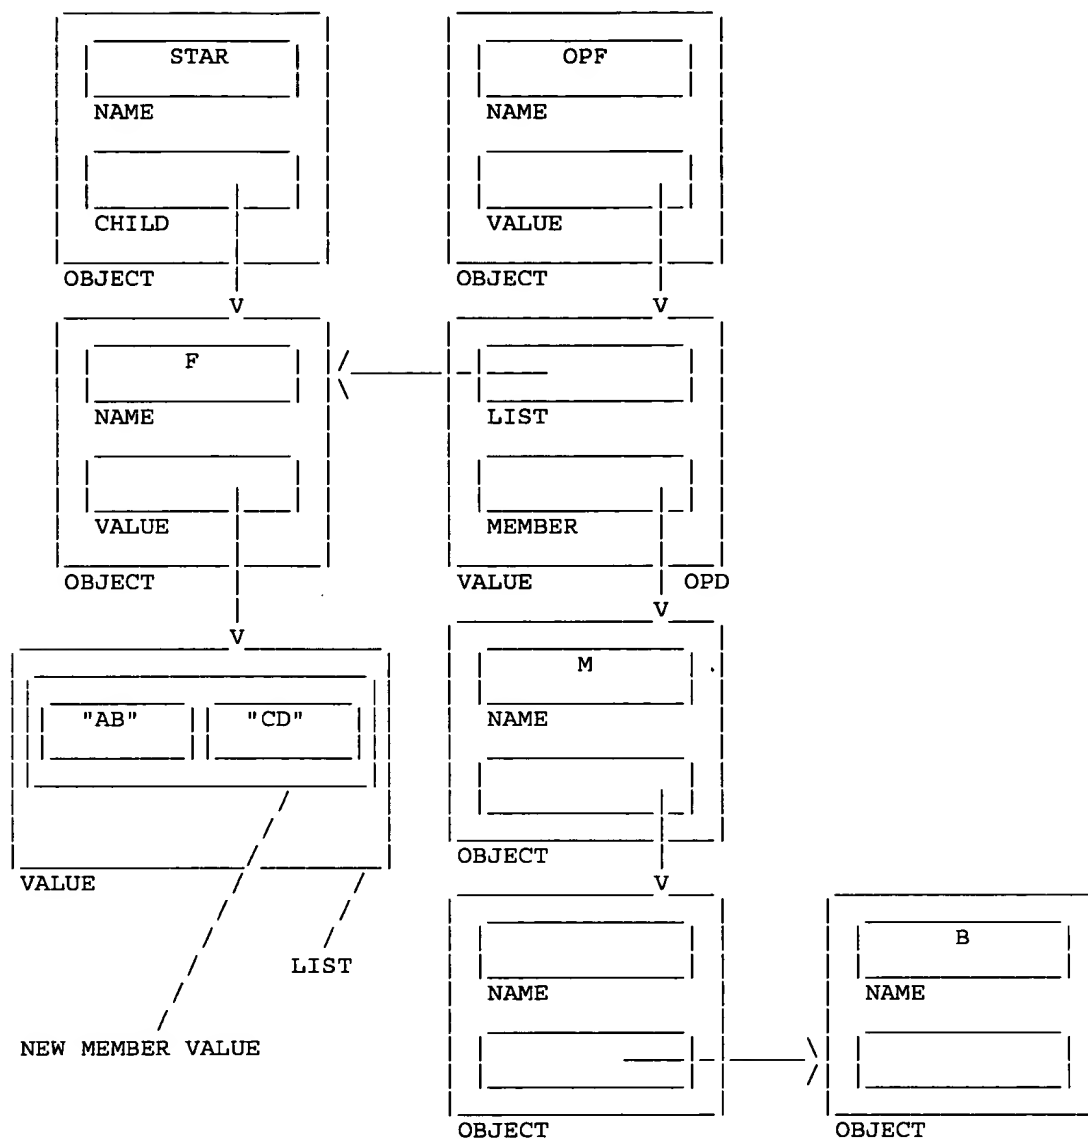 STAR OPF
NAME NAME
CHILD VALUE
OBJECT OBJECT
V V
F
NAME LIST
VALUE MEMBER
OBJECT VALUE OPD
V
V
M
"AB" "CD" NAME
OBJECT
VALUE V
B
LIST
NAME NAME
NEW MEMBER VALUE
OBJECT OBJECT